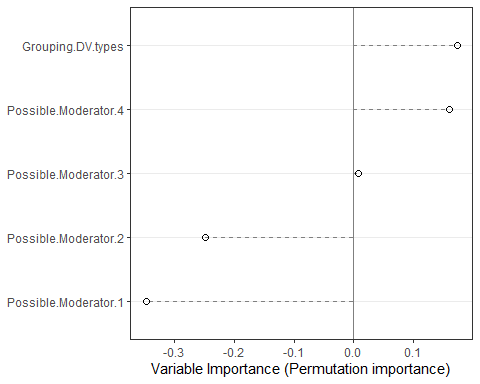 Grouping.DV.types
Possible.Moderator.4
Possible.Moderator.3
Possible.Moderator.2
Possible.Moderator.1
-0.3 -0.2 -0.1 0.0 0.1
Variable Importance (Permutation importance)